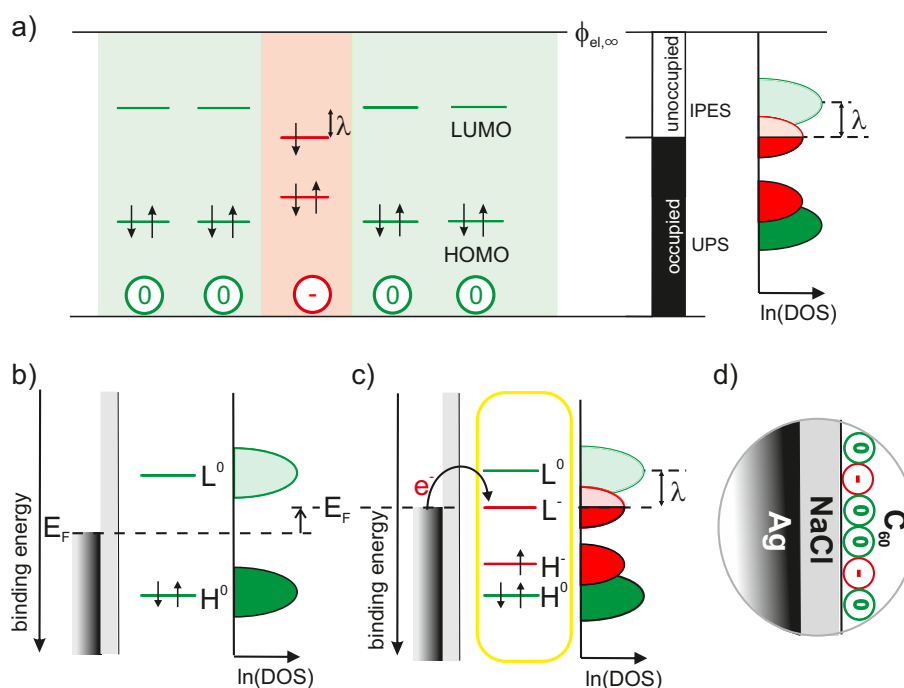 a)
ϕel,∞
unoccupied
IPES
λ
λ
LUMO
occupied
UPS
HOMO
0
0
-
0
0
ln(DOS)
b)
c)
d)
binding energy
L⁰
E_F
H⁰
ln(DOS)
binding energy
e⁻
E_F
L⁰
L⁻
H⁻
H⁰
λ
ln(DOS)
Ag
NaCl
C₆₀
0
-
0
0
-
0